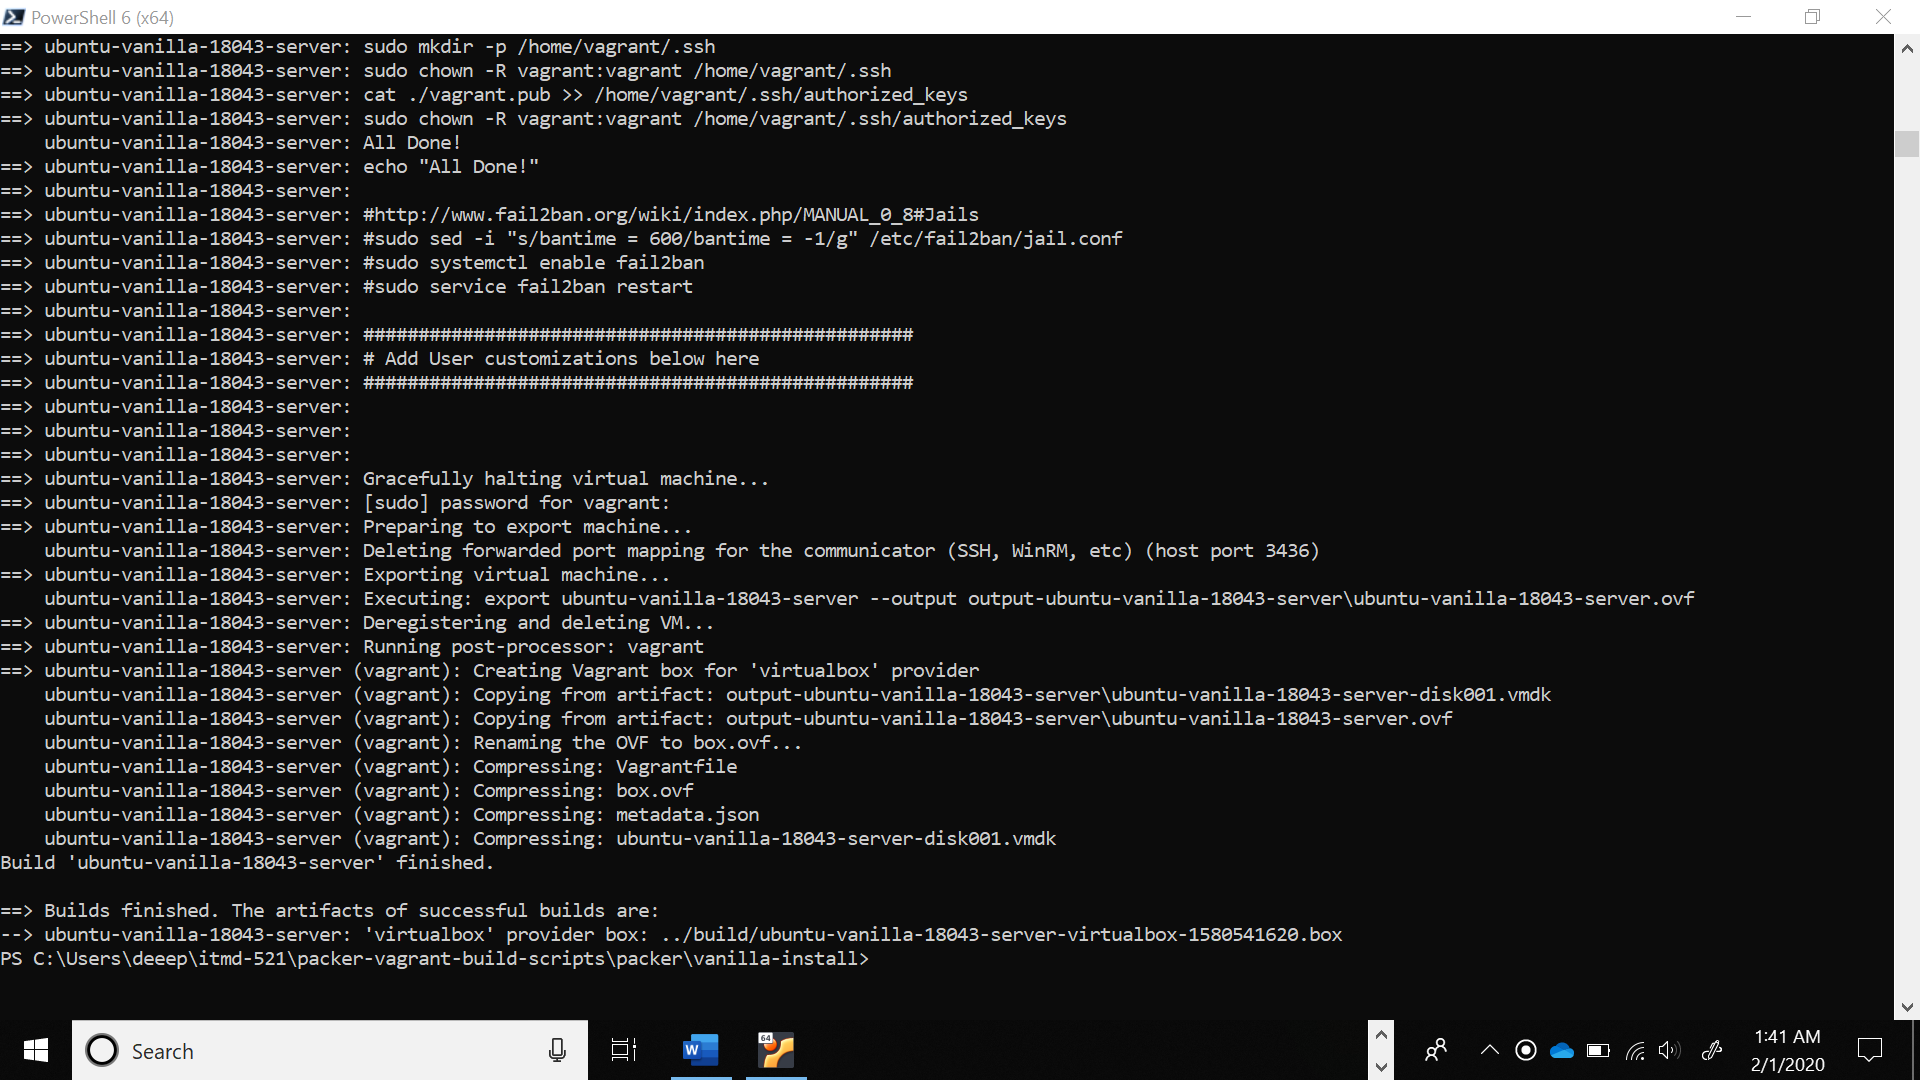 PowerShell 6 (x64)
==> ubuntu-vanilla-18043-server: sudo mkdir -p /home/vagrant/.ssh
==> ubuntu-vanilla-18043-server: sudo chown -R vagrant:vagrant /home/vagrant/.ssh
==> ubuntu-vanilla-18043-server: cat ./vagrant.pub >> /home/vagrant/.ssh/authorized_keys
==> ubuntu-vanilla-18043-server: sudo chown -R vagrant:vagrant /home/vagrant/.ssh/authorized_keys
    ubuntu-vanilla-18043-server: All Done!
==> ubuntu-vanilla-18043-server: echo "All Done!"
==> ubuntu-vanilla-18043-server:
==> ubuntu-vanilla-18043-server: #http://www.fail2ban.org/wiki/index.php/MANUAL_0_8#Jails
==> ubuntu-vanilla-18043-server: #sudo sed -i "s/bantime = 600/bantime = -1/g" /etc/fail2ban/jail.conf
==> ubuntu-vanilla-18043-server: #sudo systemctl enable fail2ban
==> ubuntu-vanilla-18043-server: #sudo service fail2ban restart
==> ubuntu-vanilla-18043-server:
==> ubuntu-vanilla-18043-server: ##################################################
==> ubuntu-vanilla-18043-server: # Add User customizations below here
==> ubuntu-vanilla-18043-server: ##################################################
==> ubuntu-vanilla-18043-server:
==> ubuntu-vanilla-18043-server:
==> ubuntu-vanilla-18043-server:
==> ubuntu-vanilla-18043-server: Gracefully halting virtual machine...
==> ubuntu-vanilla-18043-server: [sudo] password for vagrant:
==> ubuntu-vanilla-18043-server: Preparing to export machine...
    ubuntu-vanilla-18043-server: Deleting forwarded port mapping for the communicator (SSH, WinRM, etc) (host port 3436)
==> ubuntu-vanilla-18043-server: Exporting virtual machine...
    ubuntu-vanilla-18043-server: Executing: export ubuntu-vanilla-18043-server --output output-ubuntu-vanilla-18043-server\ubuntu-vanilla-18043-server.ovf
==> ubuntu-vanilla-18043-server: Deregistering and deleting VM...
==> ubuntu-vanilla-18043-server: Running post-processor: vagrant
==> ubuntu-vanilla-18043-server (vagrant): Creating Vagrant box for 'virtualbox' provider
    ubuntu-vanilla-18043-server (vagrant): Copying from artifact: output-ubuntu-vanilla-18043-server\ubuntu-vanilla-18043-server-disk001.vmdk
    ubuntu-vanilla-18043-server (vagrant): Copying from artifact: output-ubuntu-vanilla-18043-server\ubuntu-vanilla-18043-server.ovf
    ubuntu-vanilla-18043-server (vagrant): Renaming the OVF to box.ovf...
    ubuntu-vanilla-18043-server (vagrant): Compressing: Vagrantfile
    ubuntu-vanilla-18043-server (vagrant): Compressing: box.ovf
    ubuntu-vanilla-18043-server (vagrant): Compressing: metadata.json
    ubuntu-vanilla-18043-server (vagrant): Compressing: ubuntu-vanilla-18043-server-disk001.vmdk
Build 'ubuntu-vanilla-18043-server' finished.

==> Builds finished. The artifacts of successful builds are:
--> ubuntu-vanilla-18043-server: 'virtualbox' provider box: ../build/ubuntu-vanilla-18043-server-virtualbox-1580541620.box
PS C:\Users\deeep\itmd-521\packer-vagrant-build-scripts\packer\vanilla-install>
Search
W
64
1:41 AM
2/1/2020